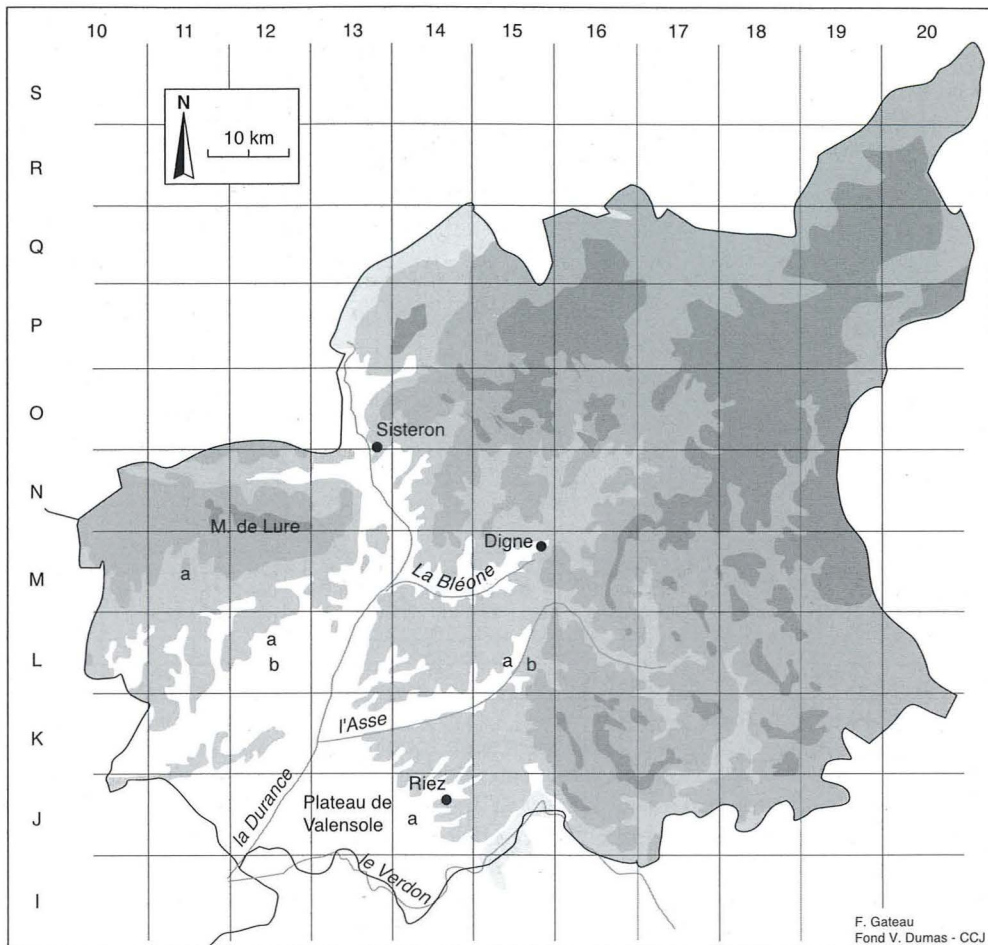 10 11 12 13 14 15 16 17 18 19 20
S
N
10 km
R
Q
P
O
Sisteron
N
M. de Lure
Digne
M
a
La Bléone
a
L
b
a b
l'Asse
K
Riez
la Durance
Plateau de
Valensole
J
a
le Verdon
I
F. Gateau
Fond V. Dumas - CCJ